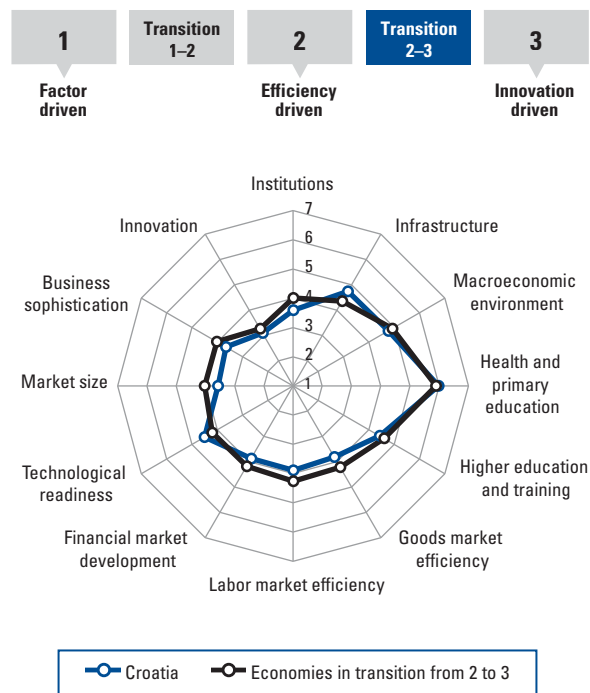 1
Transition
1–2
2
Transition
2–3
3
Factor
driven
Efficiency
driven
Innovation
driven
Institutions
Infrastructure
Macroeconomic
environment
Health and
primary
education
Higher education
and training
Goods market
efficiency
Labor market efficiency
Financial market
development
Technological
readiness
Market size
Business
sophistication
Innovation
7
6
5
4
3
2
1
Croatia
Economies in transition from 2 to 3